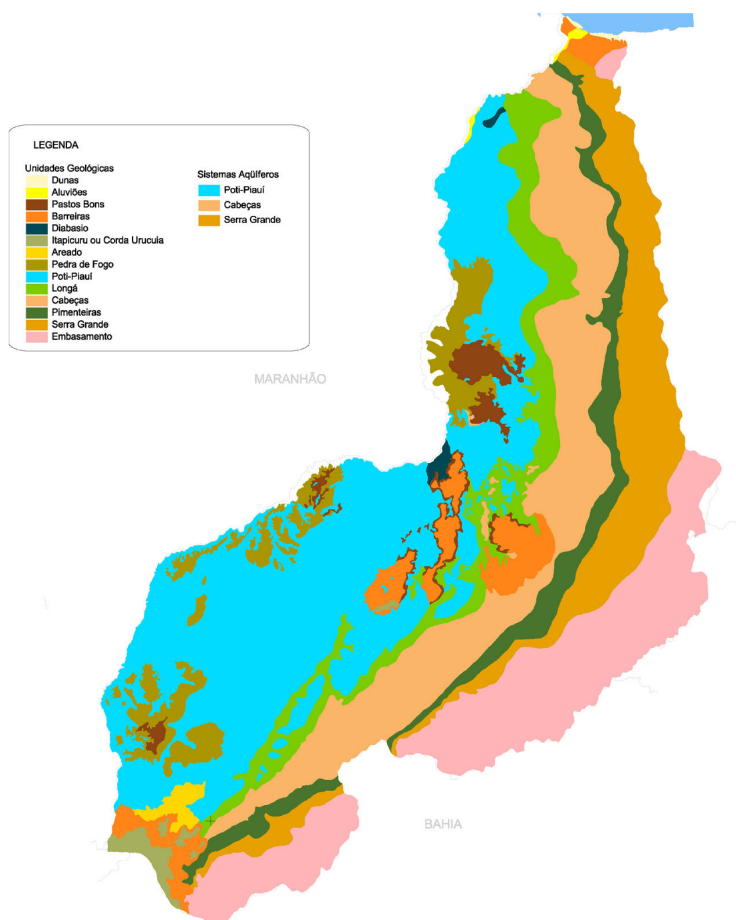 LEGENDA
Unidades Geológicas
Dunas
Aluviões
Pastos Bons
Barreiras
Diabasio
Itapicuru ou Corda Urucuia
Areado
Pedra de Fogo
Poti-Piauí
Longá
Cabeças
Pimenteiras
Serra Grande
Embasamento
Sistemas Aqüíferos
Poti-Piauí
Cabeças
Serra Grande
MARANHÃO
BAHIA